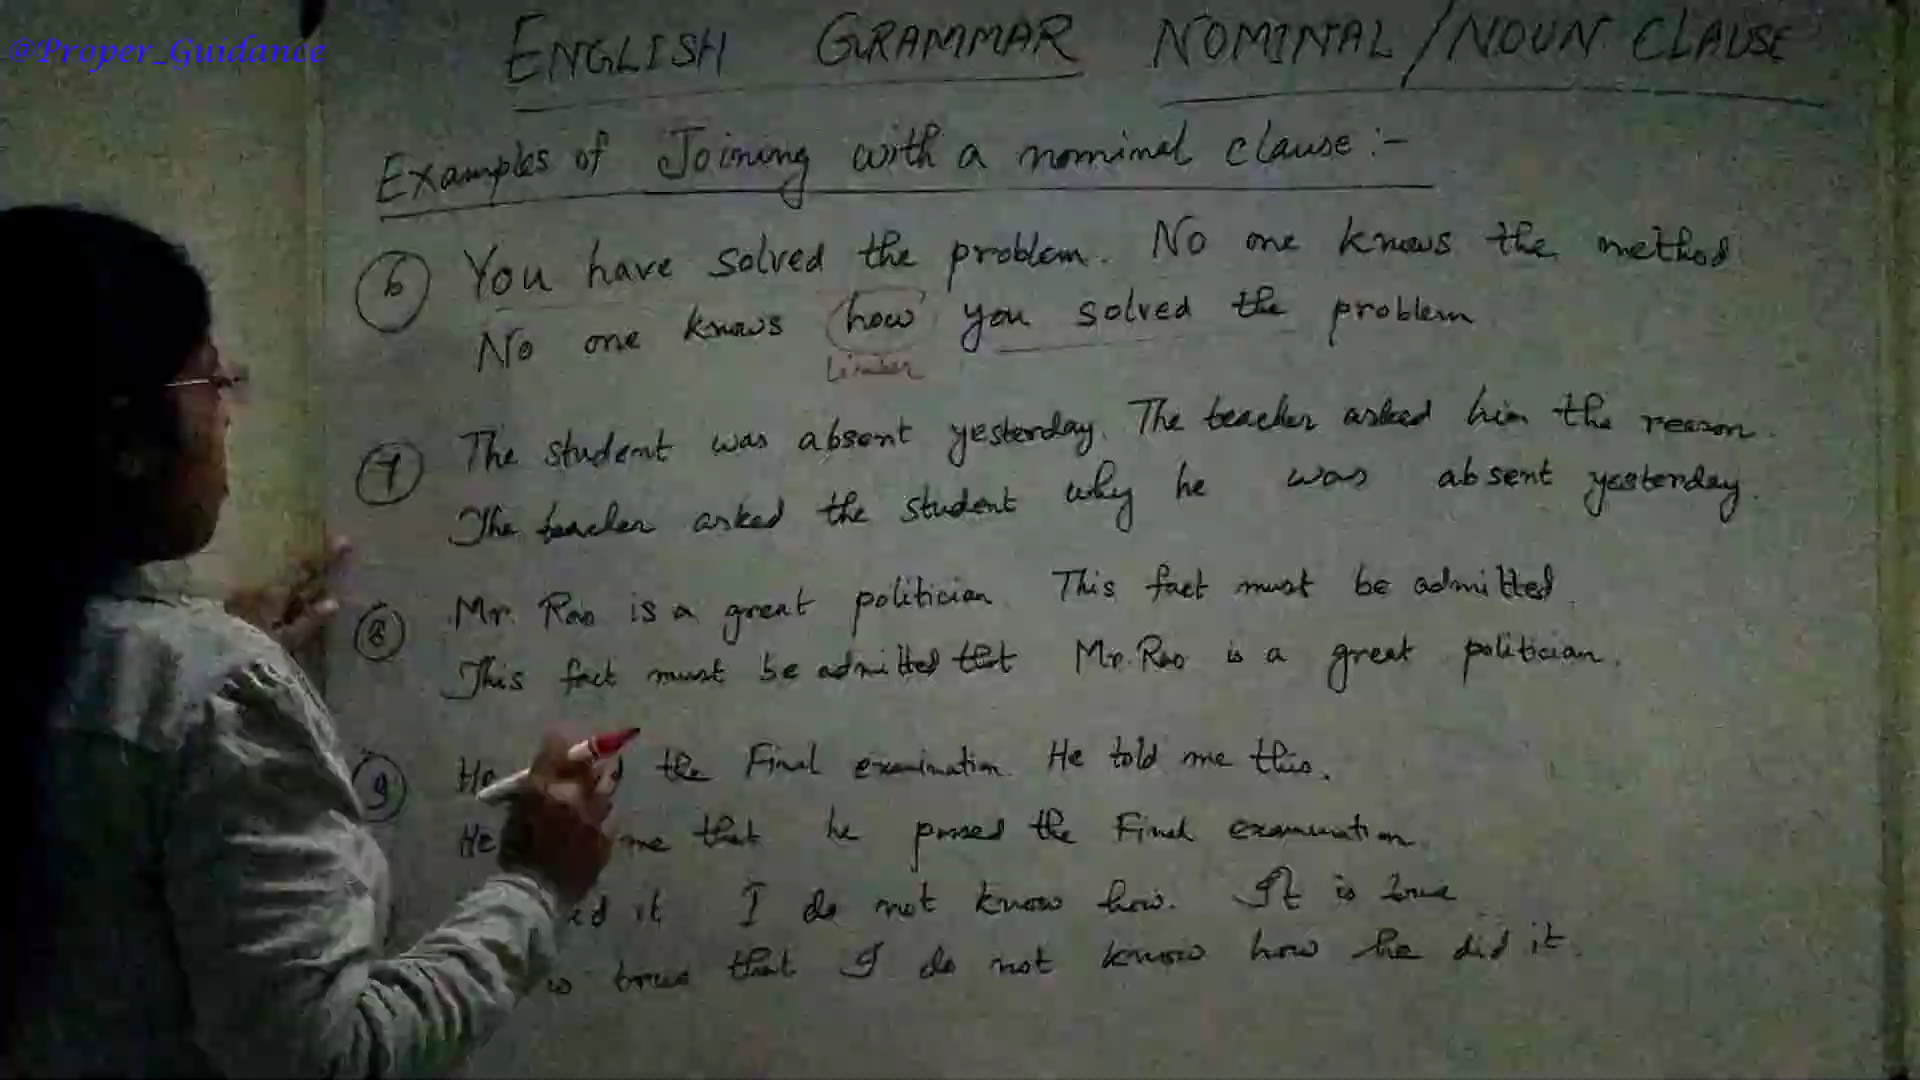 @Proper_Guidance
ENGLISH GRAMMAR NOMINAL/NOUN CLAUSE
Examples of Joining with a nominal clause:-
6 You have solved the problem. No one knows the method
No one knows how you solved the problem
Linker
7 The student was absent yesterday. The teacher asked him the reason.
The teacher asked the student why he was absent yesterday.
8 Mr. Rao is a great politician. This fact must be admitted.
This fact must be admitted that Mr. Rao is a great politician.
9 He the Final examination. He told me this.
He me that he passed the Final examination.
it I do not know how. It is true
true that I do not know how he did it.